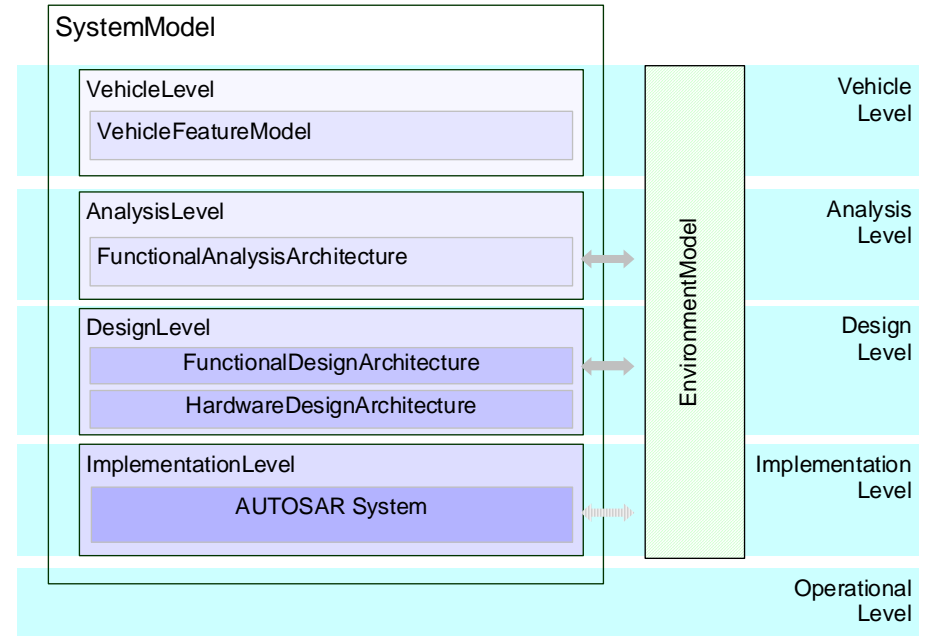 SystemModel
VehicleLevel
VehicleFeatureModel
Vehicle
Level
AnalysisLevel
FunctionalAnalysisArchitecture
Analysis
Level
EnvironmentModel
DesignLevel
FunctionalDesignArchitecture
HardwareDesignArchitecture
Design
Level
ImplementationLevel
AUTOSAR System
Implementation
Level
Operational
Level